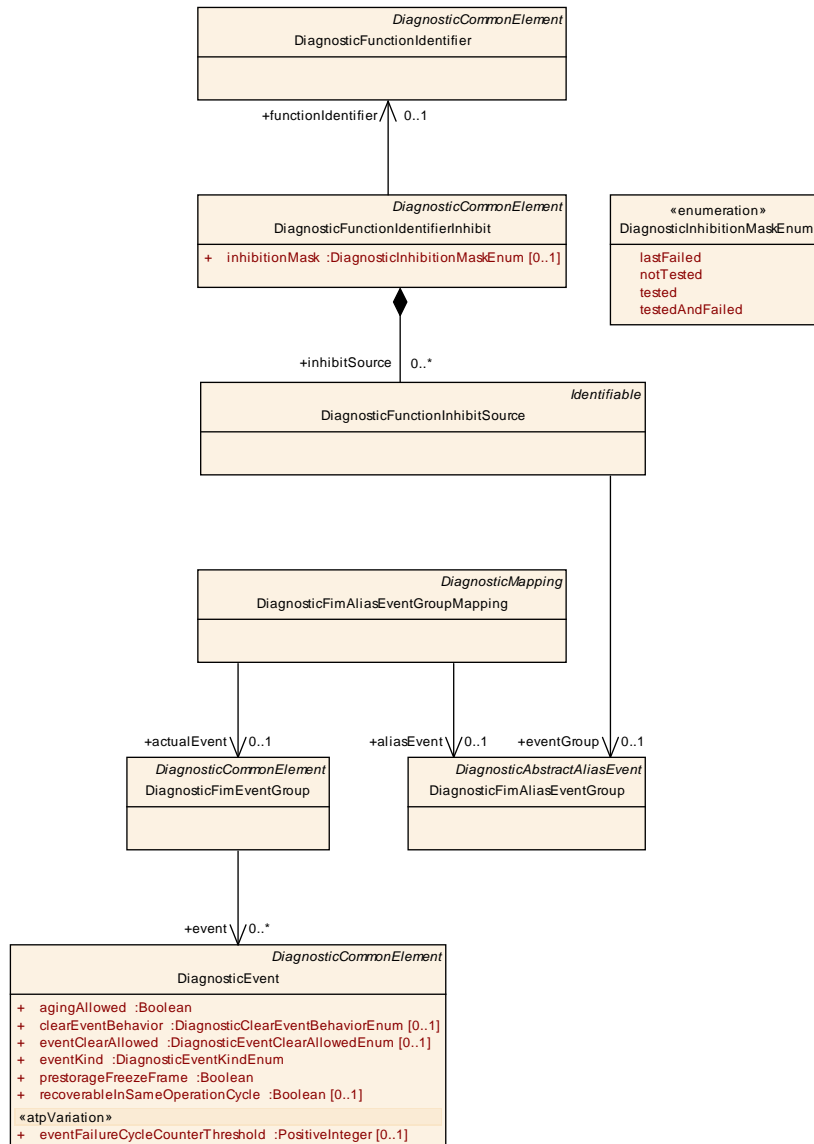 DiagnosticCommonElement
DiagnosticFunctionIdentifier
+functionIdentifier 0..1
DiagnosticCommonElement
DiagnosticFunctionIdentifierInhibit
+ inhibitionMask :DiagnosticInhibitionMaskEnum [0..1]
«enumeration»
DiagnosticInhibitionMaskEnum
lastFailed
notTested
tested
testedAndFailed
+inhibitSource 0..*
Identifiable
DiagnosticFunctionInhibitSource
DiagnosticMapping
DiagnosticFimAliasEventGroupMapping
+actualEvent 0..1
+aliasEvent 0..1
+eventGroup 0..1
DiagnosticCommonElement
DiagnosticFimEventGroup
DiagnosticAbstractAliasEvent
DiagnosticFimAliasEventGroup
+event 0..*
DiagnosticCommonElement
DiagnosticEvent
+ agingAllowed :Boolean
+ clearEventBehavior :DiagnosticClearEventBehaviorEnum [0..1]
+ eventClearAllowed :DiagnosticEventClearAllowedEnum [0..1]
+ eventKind :DiagnosticEventKindEnum
+ prestorageFreezeFrame :Boolean
+ recoverableInSameOperationCycle :Boolean [0..1]
«atpVariation»
+ eventFailureCycleCounterThreshold :PositiveInteger [0..1]